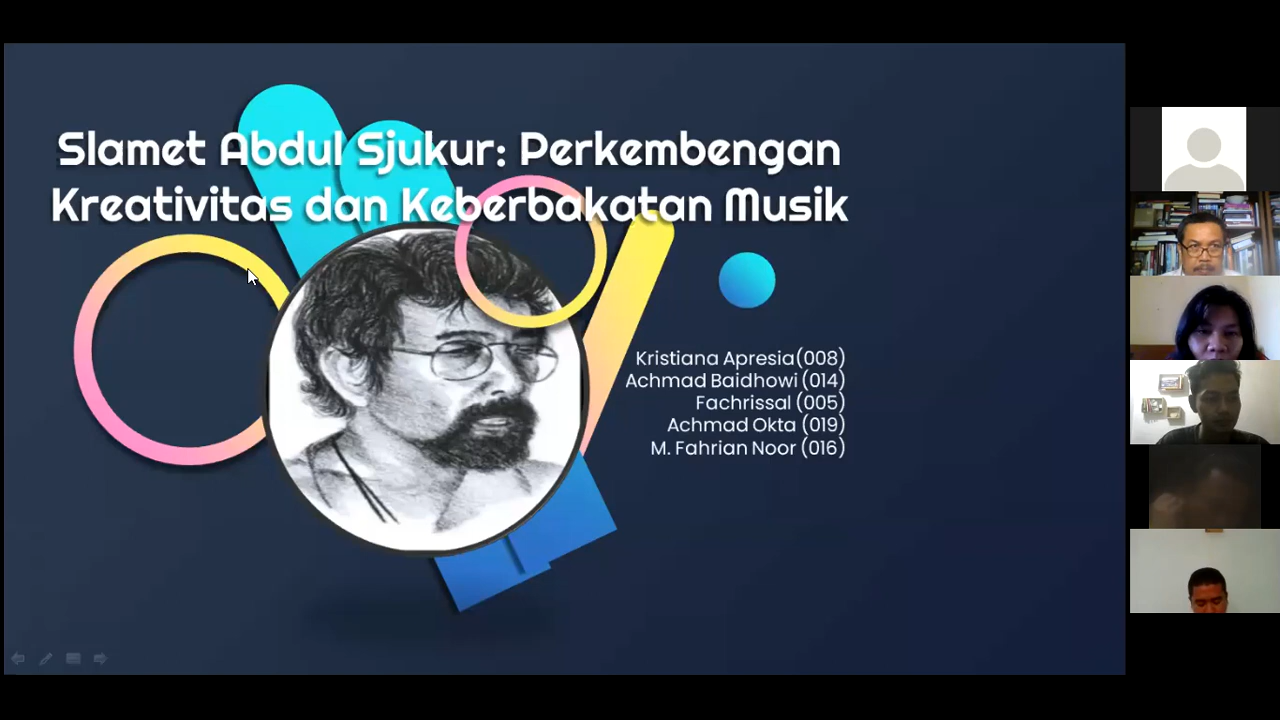 Slamet Abdul Sjukur: Perkembengan
Kreativitas dan Keberbakatan Musik
Kristiana Apresia(008)
Achmad Baidhowi (014)
Fachrissal (005)
Achmad Okta (019)
M. Fahrian Noor (016)